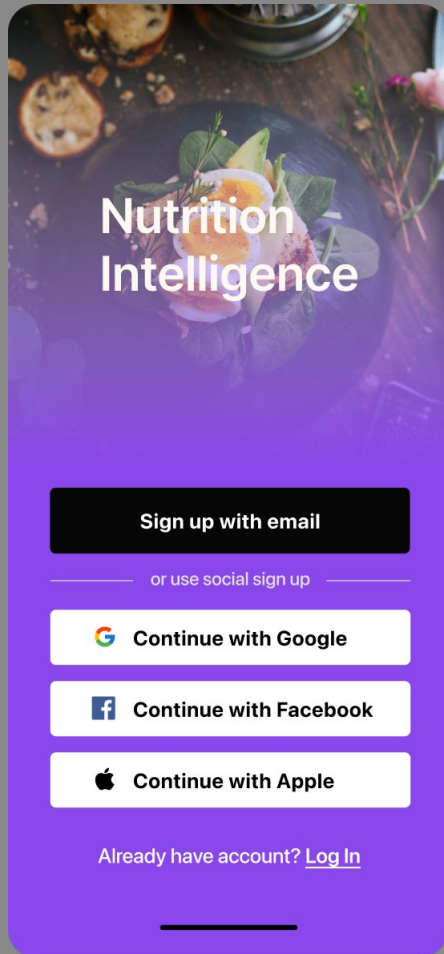 Nutrition
Intelligence
Sign up with email
or use social sign up
Continue with Google
Continue with Facebook
Continue with Apple
Already have account? Log In